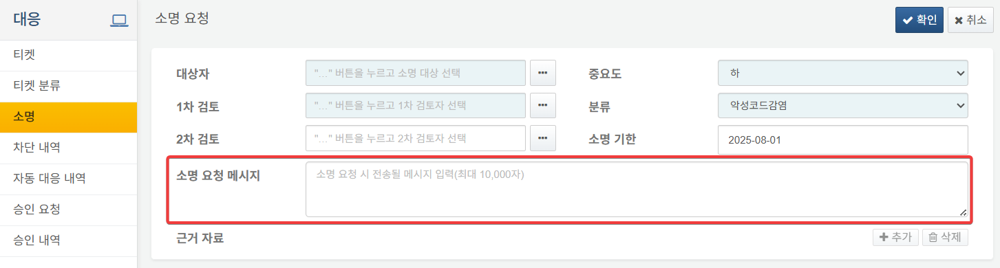 대응
티켓
티켓 분류
소명
차단 내역
자동 대응 내역
승인 요청
승인 내역
소명 요청
확인
취소
대상자
"..." 버튼을 누르고 소명 대상 선택
중요도
하
1차 검토
"..." 버튼을 누르고 1차 검토자 선택
분류
악성코드감염
2차 검토
"..." 버튼을 누르고 2차 검토자 선택
소명 기한
2025-08-01
소명 요청 메시지
소명 요청 시 전송될 메시지 입력(최대 10,000자)
근거 자료
추가
삭제